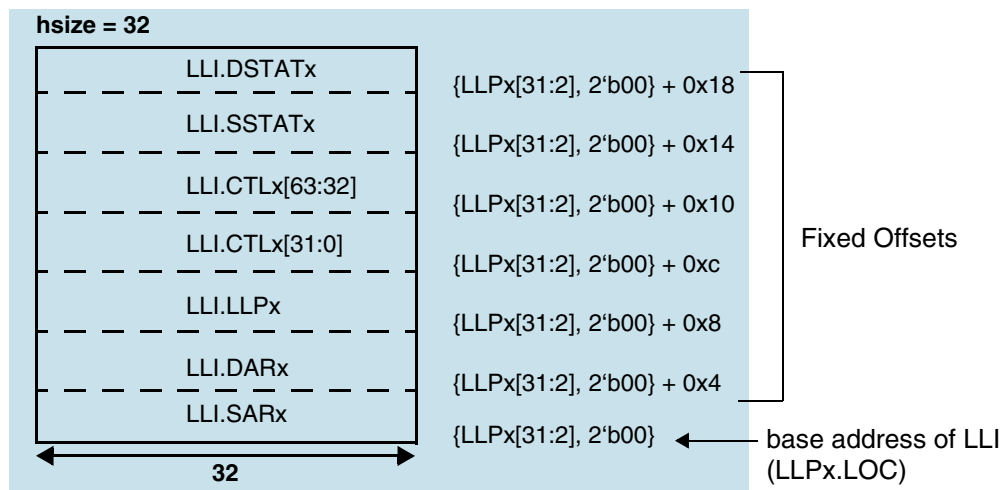 hsize = 32
LLI.DSTATx
{LLPx[31:2], 2‘b00} + 0x18
LLI.SSTATx
{LLPx[31:2], 2‘b00} + 0x14
LLI.CTLx[63:32]
{LLPx[31:2], 2‘b00} + 0x10
LLI.CTLx[31:0]
{LLPx[31:2], 2‘b00} + 0xc
LLI.LLPx
{LLPx[31:2], 2‘b00} + 0x8
LLI.DARx
{LLPx[31:2], 2‘b00} + 0x4
LLI.SARx
{LLPx[31:2], 2‘b00}
32
Fixed Offsets
base address of LLI
(LLPx.LOC)